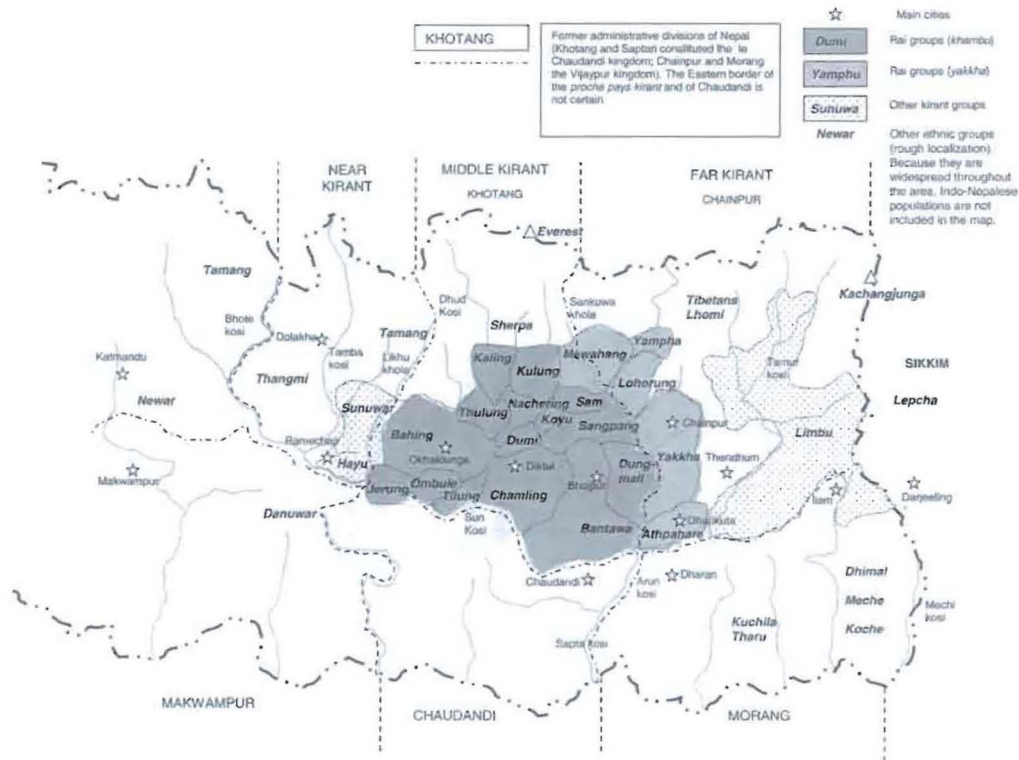 KHOTANG
Former administrative divisions of Nepal
(Khotang and Saptari constituted the le
Chaudandi kingdom; Chainpur and Morang
the Vijaypur kingdom). The Eastern border of
the proche pays kirant and of Chaudandi is
not certain
Main cities
Dumi
Rai groups (khambu)
Yamphu
Rai groups (yakkha)
Sunuwa
Other kirant groups
Newar
Other ethnic groups
(rough localization).
Because they are
widespread throughout
the area, Indo-Nepalese
populations are not
included in the map.
NEAR
KIRANT
MIDDLE KIRANT
KHOTANG
FAR KIRANT
CHAINPUR
Everest
Tamang
Kachangjunga
Dhud
Kosi
Sankuwa
khola
Tibetans
Lhomi
Bhote
kosi
Dolakha
Tamang
Sherpa
Tamba
kosi
Likhu
khola
Kaling
Mewahang
Yampha
Tamur
kosi
SIKKIM
Katmandu
Thangmi
Kulung
Lohorung
Newar
Sunuwar
Nachering
Sam
Lepcha
Thulung
Koyu
Sangpang
Chainpur
Limbu
Bahing
Dumi
Ramechap
Okhaldunga
Yakkha
Therathum
Makwampur
Hayu
Diktel
Dung-
mali
Jerung
Ombule
Tilung
Chamling
Bhojpur
Ilam
Darjeeling
Danuwar
Sun
Kosi
Bantawa
Dhankuta
Athpahare
Chaudandi
Arun
kosi
Dharan
Dhimal
Meche
Koche
Mechi
kosi
Kuchila
Tharu
Sapta kosi
MAKWAMPUR
CHAUDANDI
MORANG